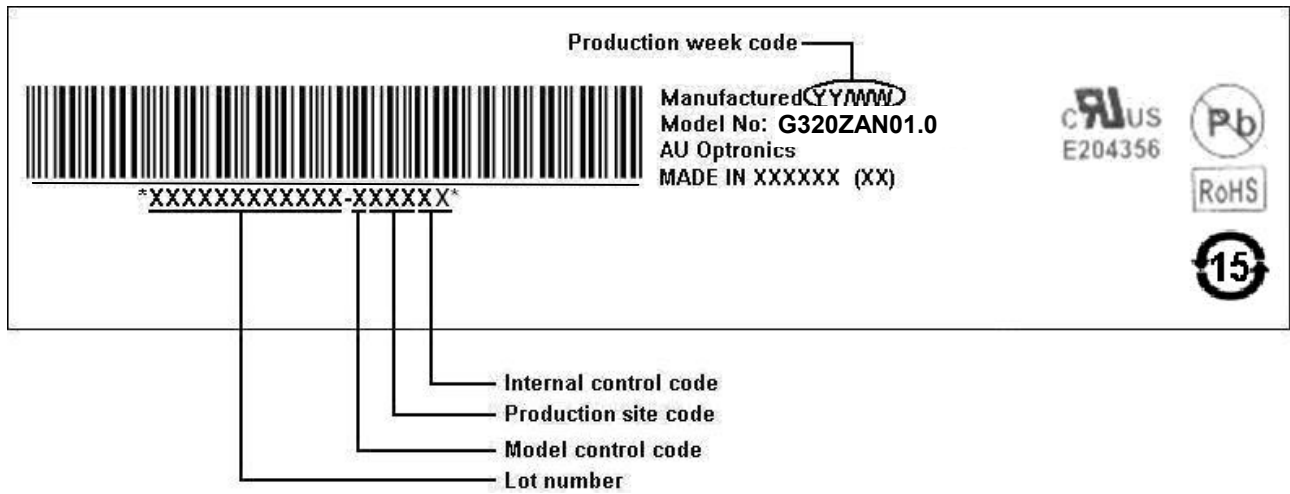 Production week code
Manufactured YY/WW
Model No: G320ZAN01.0
AU Optronics
MADE IN XXXXXX (XX)
*XXXXXXXXXXXX-XXXXXX*
cRUus
E204356
Pb
RoHS
15
Internal control code
Production site code
Model control code
Lot number